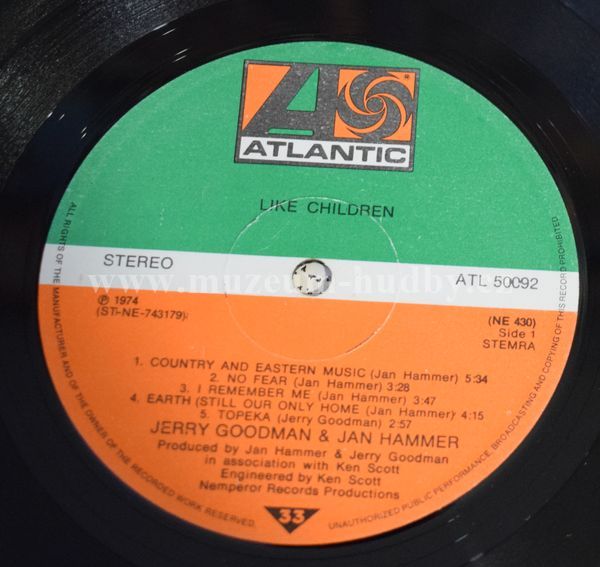 ATLANTIC
®
LIKE CHILDREN
STEREO
ATL 50092
℗ 1974
(ST-NE-743179)
(NE 430)
Side 1
STEMRA
1. COUNTRY AND EASTERN MUSIC (Jan Hammer) 5:34
2. NO FEAR (Jan Hammer) 3:28
3. I REMEMBER ME (Jan Hammer) 3:47
4. EARTH (STILL OUR ONLY HOME (Jan Hammer) 4:15
5. TOPEKA (Jerry Goodman) 2:57
JERRY GOODMAN & JAN HAMMER
Produced by Jan Hammer & Jerry Goodman
in association with Ken Scott
Engineered by Ken Scott
Nemperor Records Productions
33
ALL RIGHTS OF THE MANUFACTURER AND OF THE OWNER OF THE RECORDED WORK RESERVED.
UNAUTHORIZED PUBLIC PERFORMANCE, BROADCASTING AND COPYING OF THIS RECORD PROHIBITED